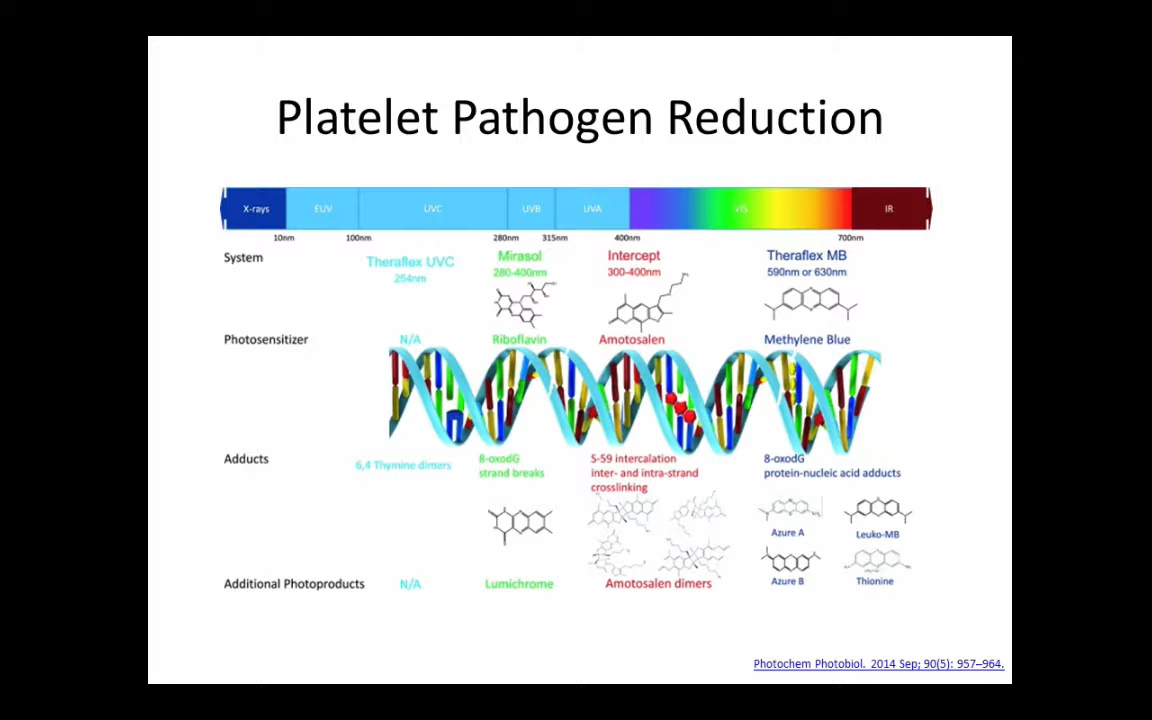 Platelet Pathogen Reduction
X-rays EUV UVC UVB UVA VIS IR
10nm 100nm 280nm 315nm 400nm 700nm
System
Theraflex UVC
254nm
Mirasol
280-400nm
Intercept
300-400nm
Theraflex MB
590nm or 630nm
Photosensitizer N/A Riboflavin Amotosalen Methylene Blue
Adducts
6,4 Thymine dimers
8-oxodG
strand breaks
S-59 intercalation
inter- and intra-strand
crosslinking
8-oxodG
protein-nucleic acid adducts
Azure A Leuko-MB
Azure B Thionine
Additional Photoproducts N/A Lumichrome Amotosalen dimers
Photochem Photobiol. 2014 Sep; 90(5): 957–964.